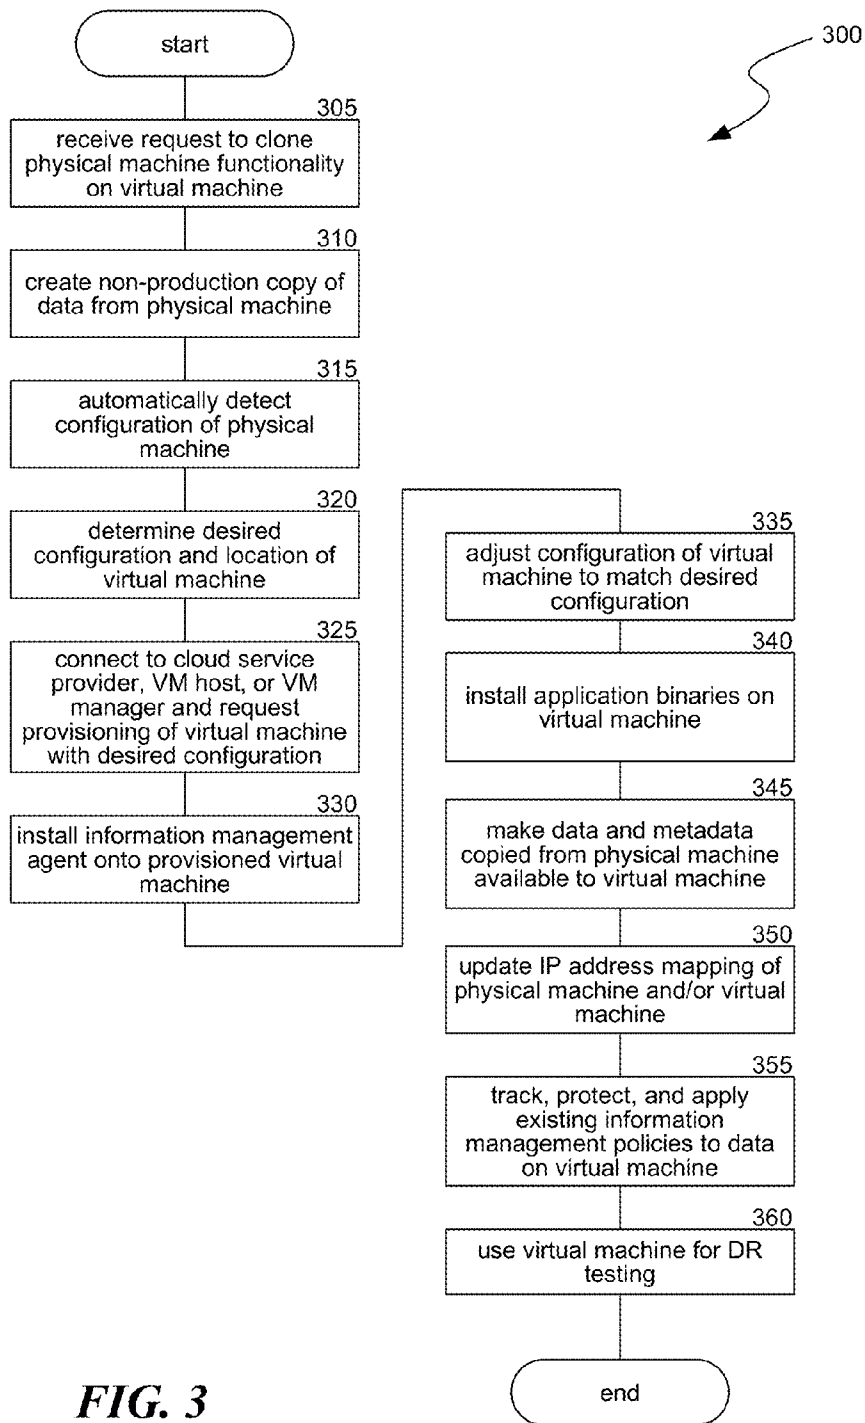 start
300
305
receive request to clone
physical machine functionality
on virtual machine
310
create non-production copy of
data from physical machine
315
automatically detect
configuration of physical
machine
320
determine desired
configuration and location of
virtual machine
325
connect to cloud service
provider, VM host, or VM
manager and request
provisioning of virtual machine
with desired configuration
330
install information management
agent onto provisioned virtual
machine
335
adjust configuration of virtual
machine to match desired
configuration
340
install application binaries on
virtual machine
345
make data and metadata
copied from physical machine
available to virtual machine
350
update IP address mapping of
physical machine and/or virtual
machine
355
track, protect, and apply
existing information
management policies to data
on virtual machine
360
use virtual machine for DR
testing
end
FIG. 3